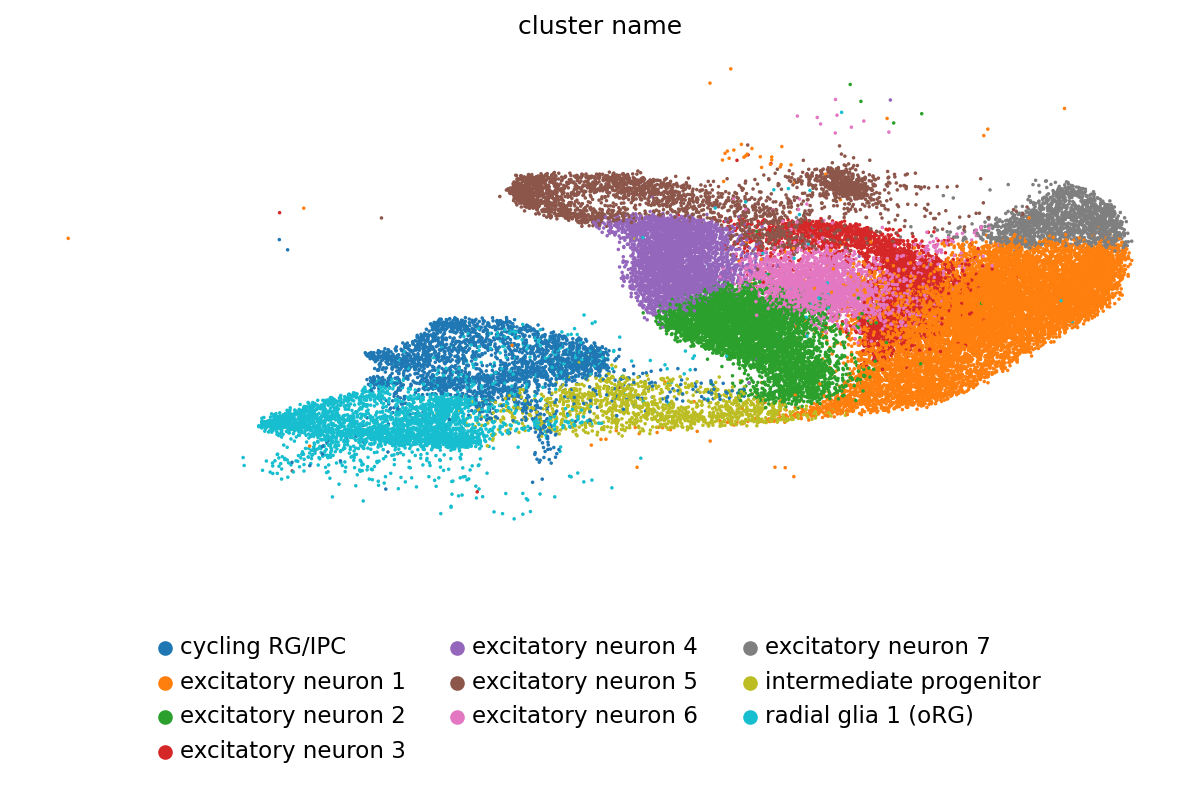 cluster name
cycling RG/IPC
excitatory neuron 1
excitatory neuron 2
excitatory neuron 3
excitatory neuron 4
excitatory neuron 5
excitatory neuron 6
excitatory neuron 7
intermediate progenitor
radial glia 1 (oRG)